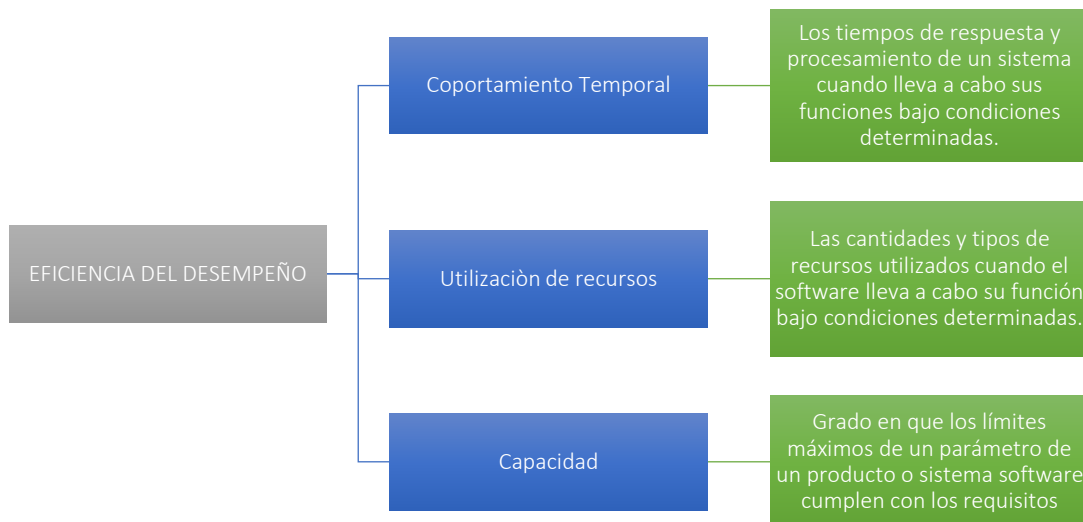 EFICIENCIA DEL DESEMPEÑO
Coportamiento Temporal
Los tiempos de respuesta y
procesamiento de un sistema
cuando lleva a cabo sus
funciones bajo condiciones
determinadas.
Utilizaciòn de recursos
Las cantidades y tipos de
recursos utilizados cuando el
software lleva a cabo su función
bajo condiciones determinadas.
Capacidad
Grado en que los límites
máximos de un parámetro de
un producto o sistema software
cumplen con los requisitos